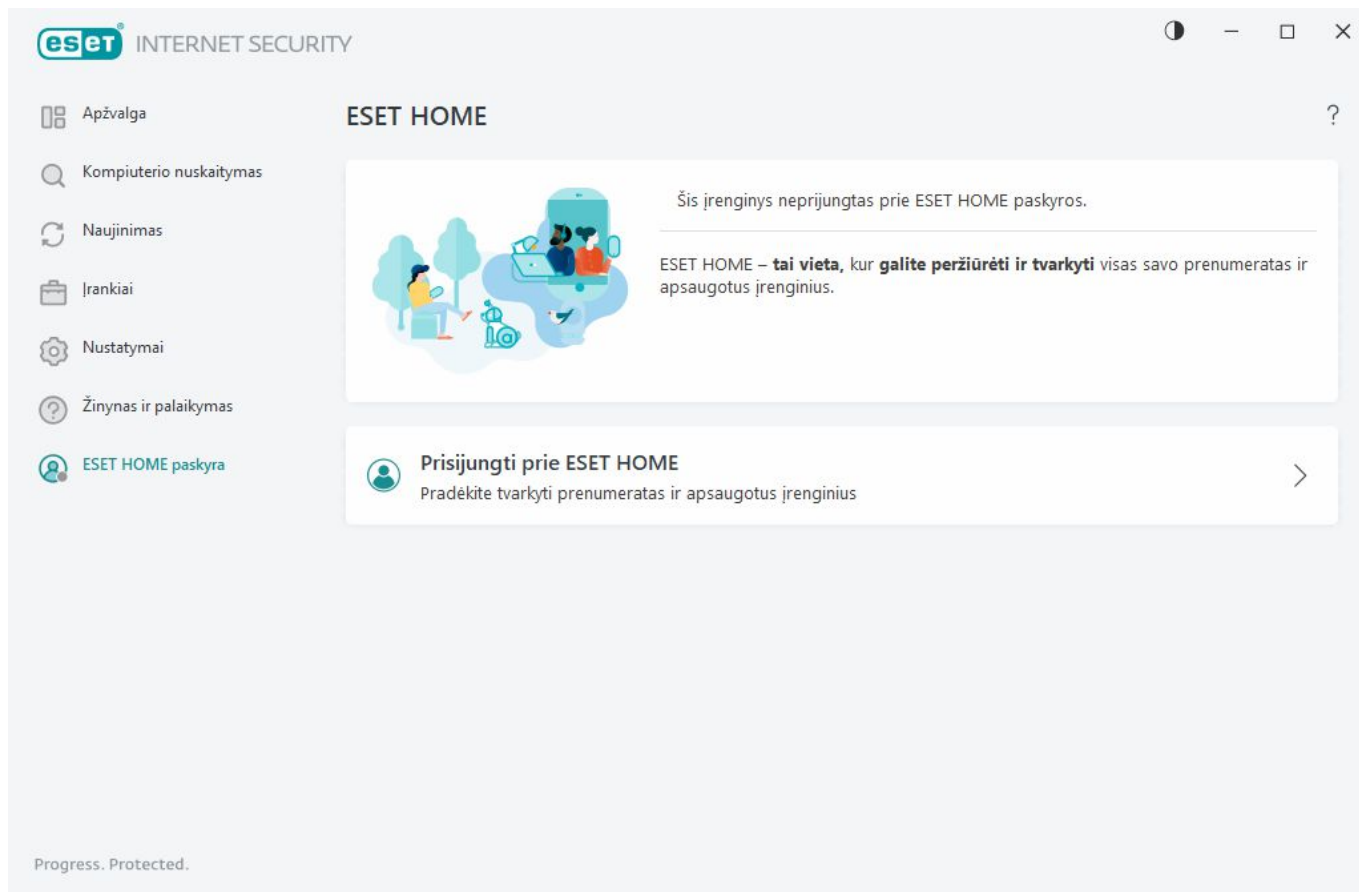 eset® INTERNET SECURITY
Apžvalga
Kompiuterio nuskaitymas
Naujinimas
Įrankiai
Nustatymai
Žinynas ir palaikymas
ESET HOME paskyra
ESET HOME
?
Šis įrenginys neprijungtas prie ESET HOME paskyros.
ESET HOME – tai vieta, kur galite peržiūrėti ir tvarkyti visas savo prenumeratas ir
apsaugotus įrenginius.
Prisijungti prie ESET HOME
Pradėkite tvarkyti prenumeratas ir apsaugotus įrenginius
Progress. Protected.